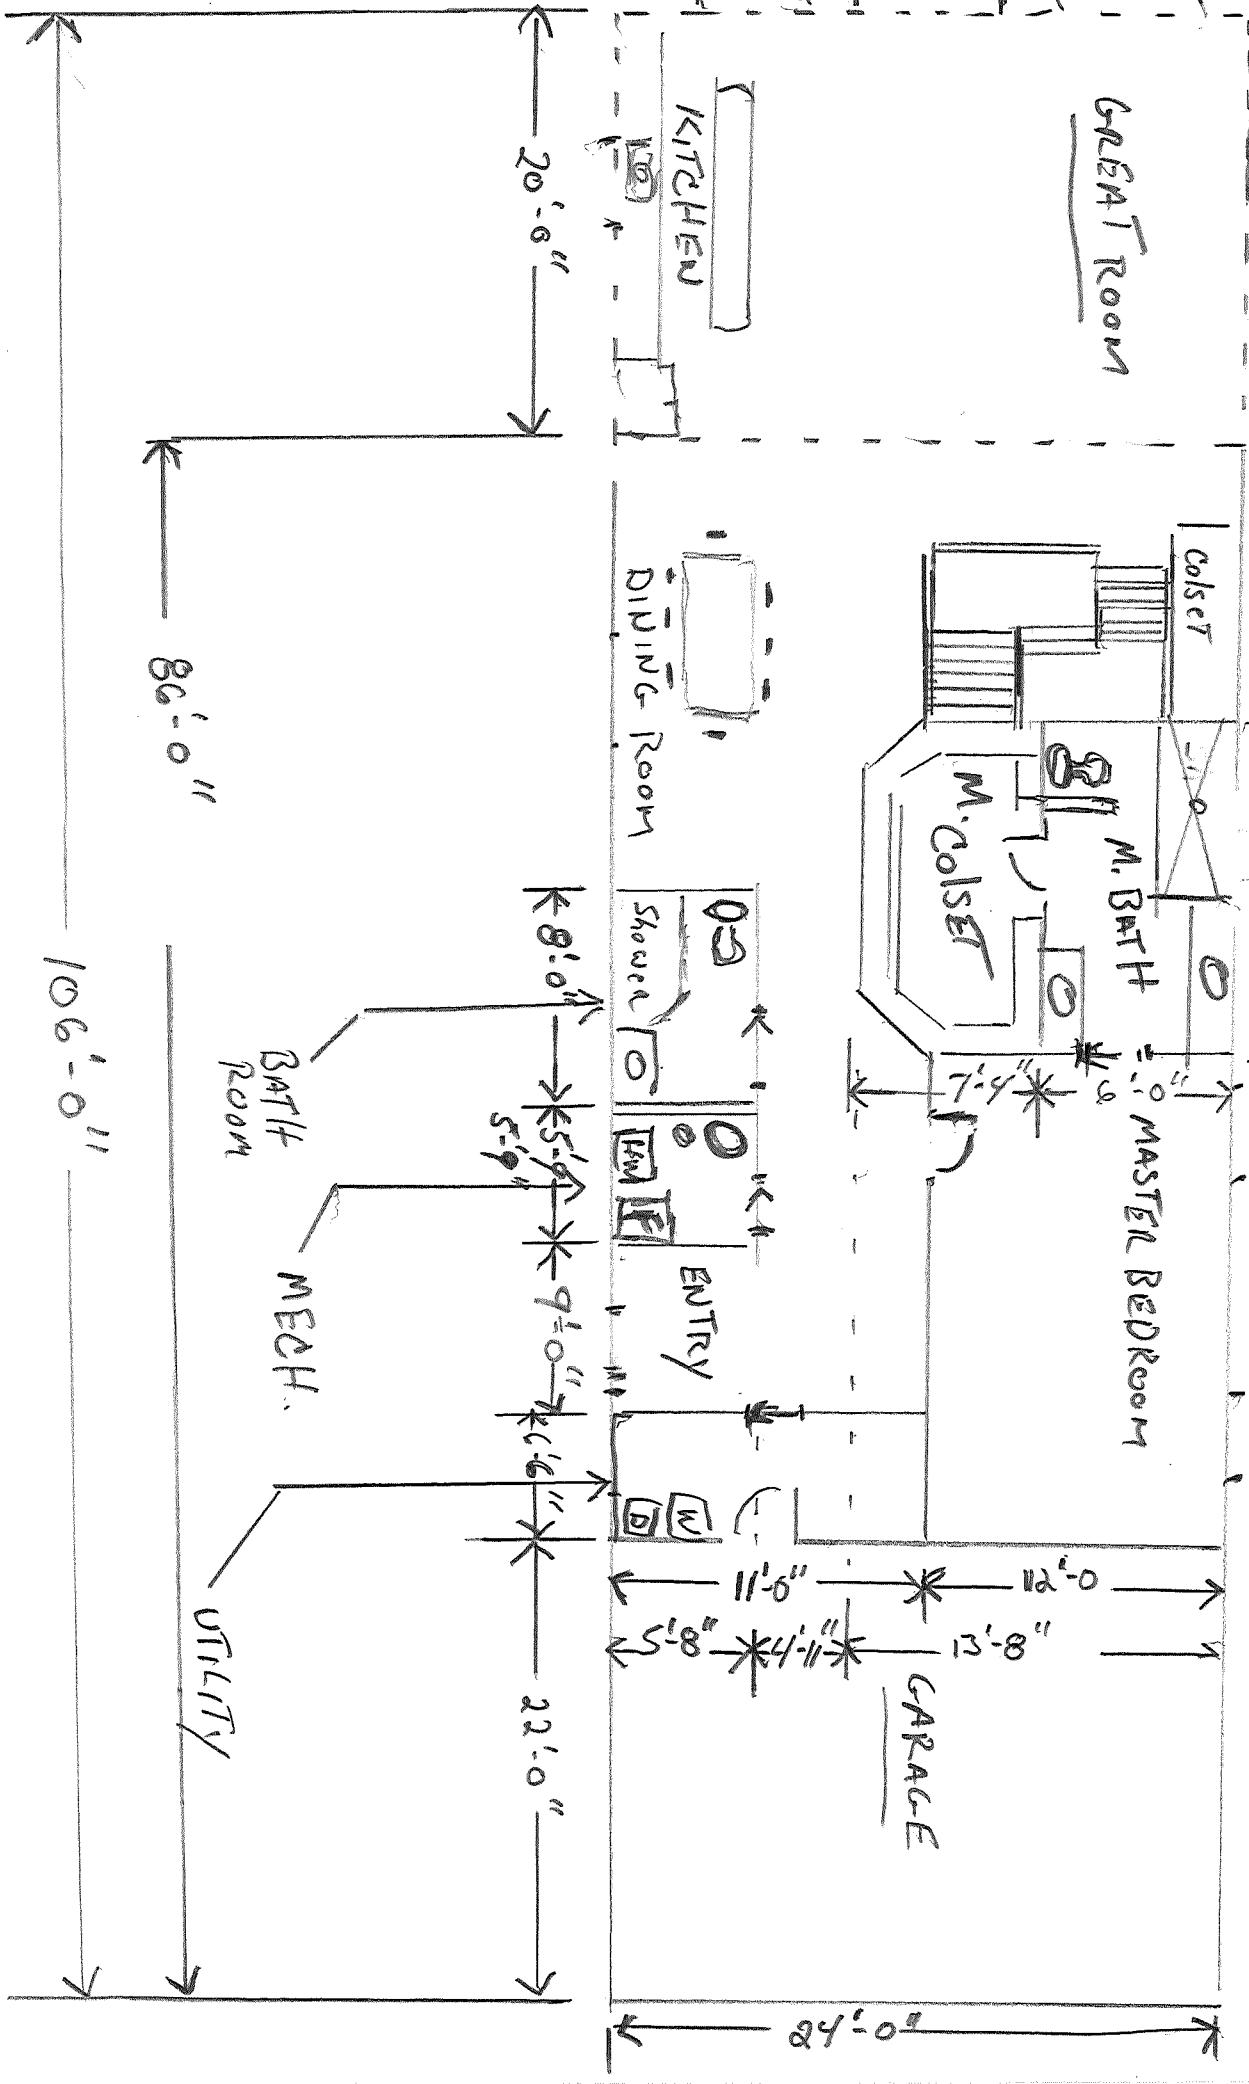 GREAT ROOM
KITCHEN
20'-0"
Colset
DINING ROOM
86'-0"
M. Colset
M. BATH
Shower
8'-0"
106'-0"
BATH
ROOM
7'-4"
6'-0"
MASTER BEDROOM
5'-9"
HW
F
MECH.
ENTRY
9'-0"
6'-6"
D
W
UTILITY
11'-0"
12'-0
5'-8"
4'-11"
13'-8"
GARAGE
22'-0"
24'-0"